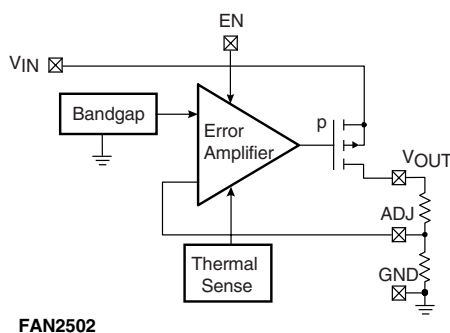 EN
VIN
Bandgap
Error
Amplifier
p
VOUT
ADJ
Thermal
Sense
GND
FAN2502